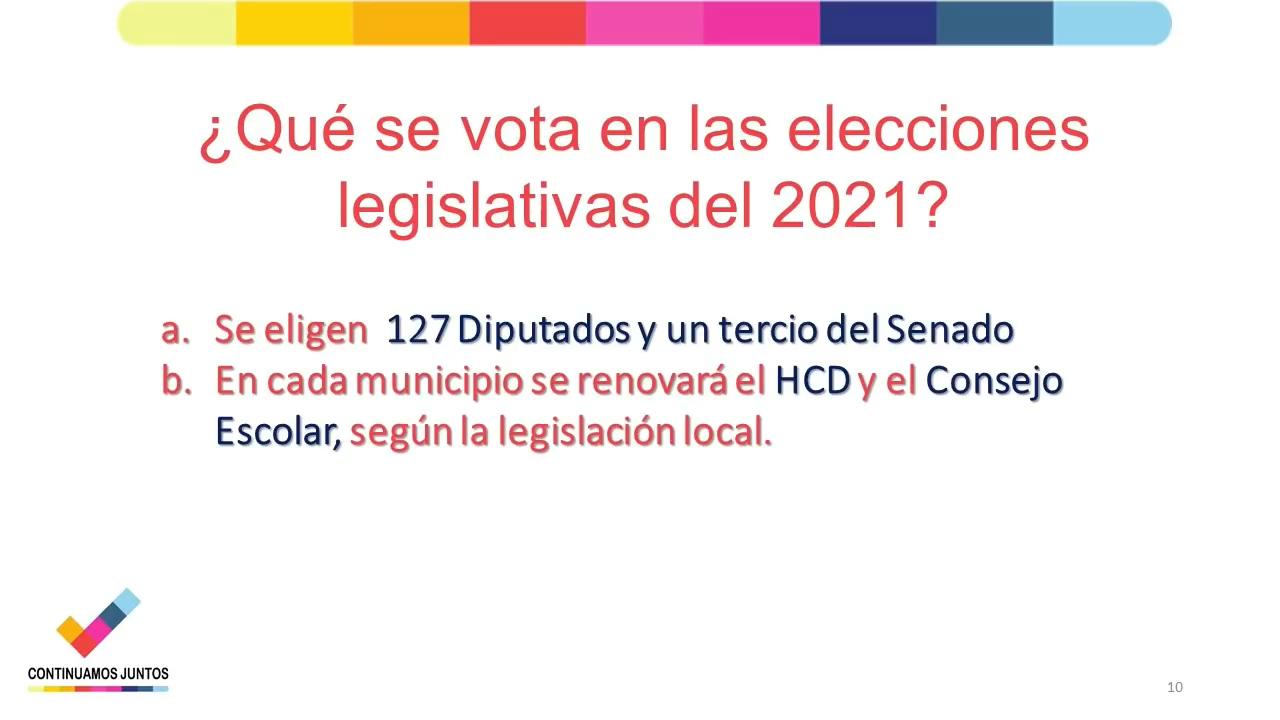 ¿Qué se vota en las elecciones
legislativas del 2021?
a. Se eligen 127 Diputados y un tercio del Senado
b. En cada municipio se renovará el HCD y el Consejo
Escolar, según la legislación local.
CONTINUAMOS JUNTOS
10